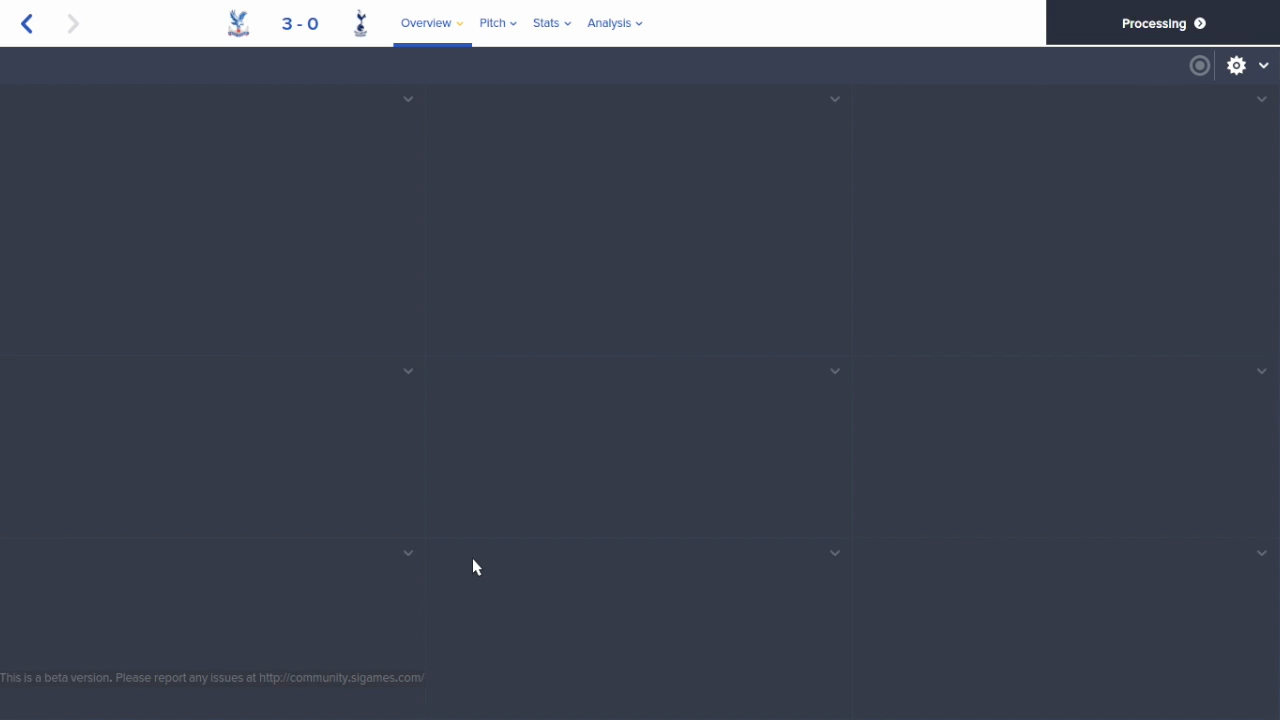 3 - 0
Overview
Pitch
Stats
Analysis
Processing
This is a beta version. Please report any issues at http://community.sigames.com/